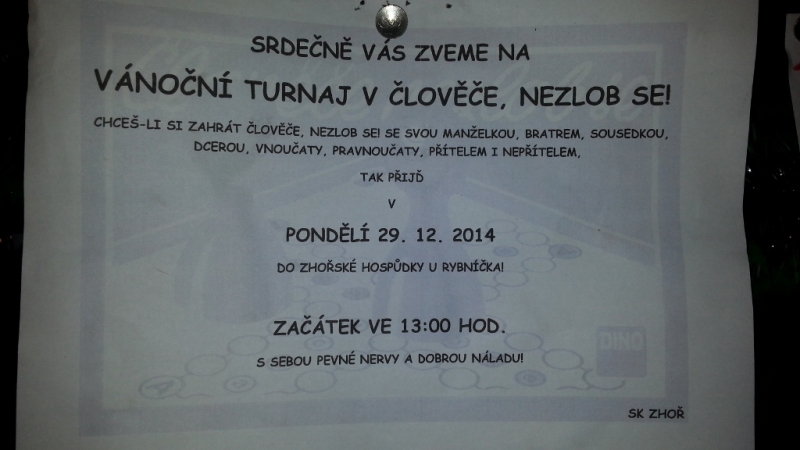 SRDEČNĚ VÁS ZVEME NA
VÁNOČNÍ TURNAJ V ČLOVĚČE, NEZLOB SE!
CHCEŠ-LI SI ZAHRÁT ČLOVĚČE, NEZLOB SE! SE SVOU MANŽELKOU, BRATREM, SOUSEDKOU,
DCEROU, VNOUČATY, PRAVNOUČATY, PŘÍTELEM I NEPŘÍTELEM,
TAK PŘIJĎ
V
PONDĚLÍ 29. 12. 2014
DO ZHOŘSKÉ HOSPŮDKY U RYBNÍČKA!
ZAČÁTEK VE 13:00 HOD.
DINO
S SEBOU PEVNÉ NERVY A DOBROU NÁLADU!
SK ZHOŘ